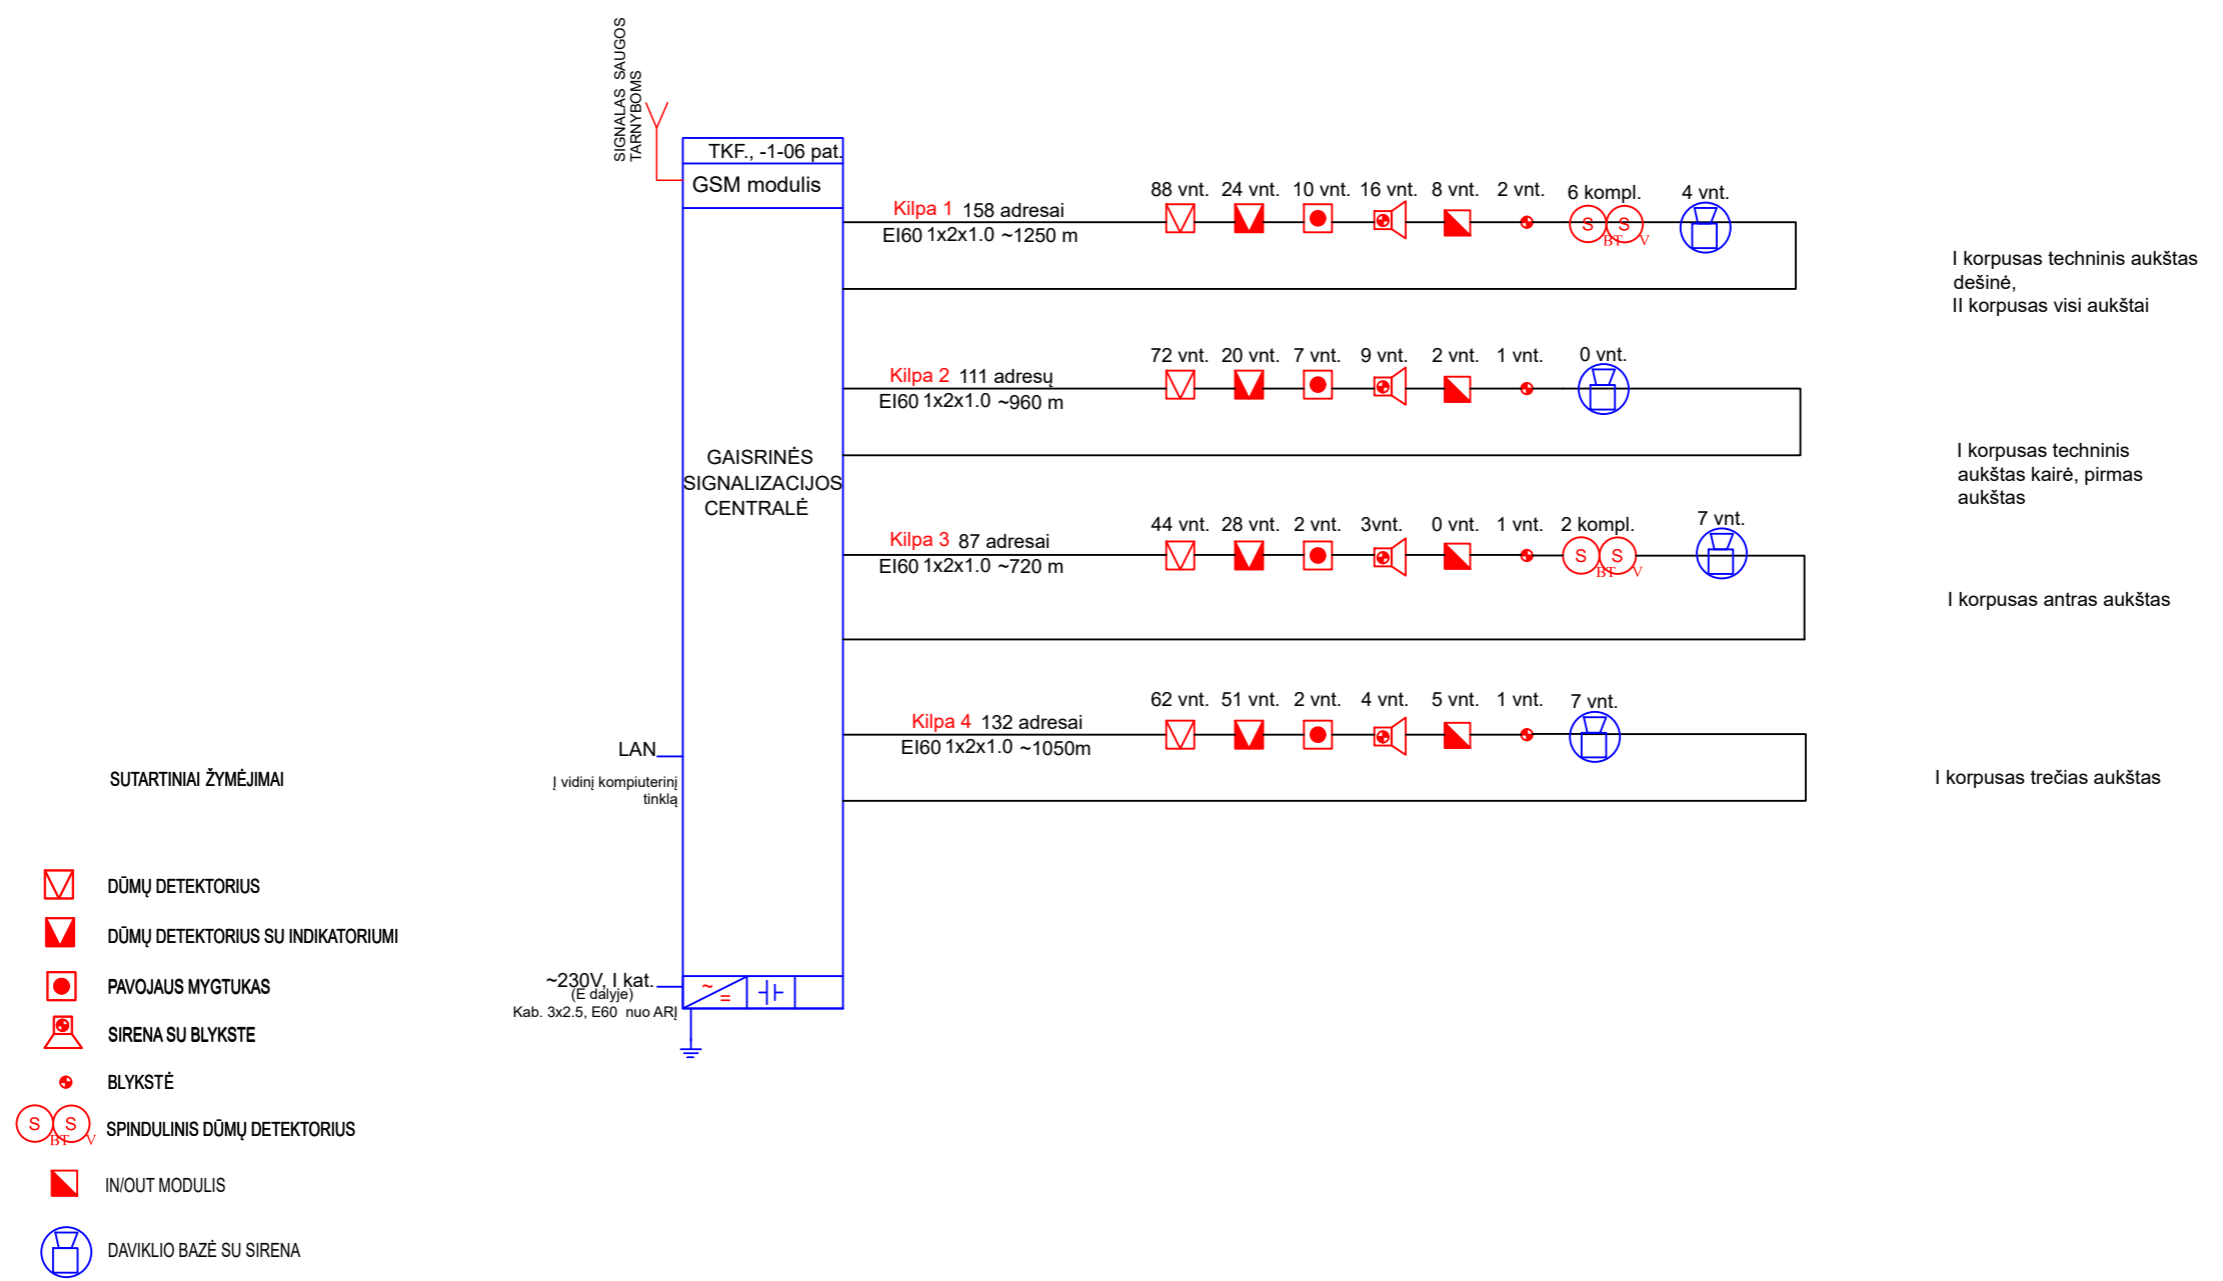 SIGNALAS SAUGOS
TARNYBOMS
TKF., -1-06 pat.
GSM modulis
GAISRINĖS
SIGNALIZACIJOS
CENTRALĖ
Kilpa 1 158 adresai
EI60 1x2x1.0 ~1250 m
88 vnt. 24 vnt. 10 vnt. 16 vnt. 8 vnt. 2 vnt. 6 kompl. 4 vnt.
S S
BT V
I korpusas techninis aukštas
dešinė,
II korpusas visi aukštai
Kilpa 2 111 adresų
EI60 1x2x1.0 ~960 m
72 vnt. 20 vnt. 7 vnt. 9 vnt. 2 vnt. 1 vnt. 0 vnt.
I korpusas techninis
aukštas kairė, pirmas
aukštas
Kilpa 3 87 adresai
EI60 1x2x1.0 ~720 m
44 vnt. 28 vnt. 2 vnt. 3vnt. 0 vnt. 1 vnt. 2 kompl. 7 vnt.
S S
BT V
I korpusas antras aukštas
Kilpa 4 132 adresai
EI60 1x2x1.0 ~1050m
62 vnt. 51 vnt. 2 vnt. 4 vnt. 5 vnt. 1 vnt. 7 vnt.
I korpusas trečias aukštas
LAN
Į vidinį kompiuterinį
tinklą
~230V, I kat.
(E dalyje)
Kab. 3x2.5, E60 nuo ARĮ
~
=
SUTARTINIAI ŽYMĖJIMAI
DŪMŲ DETEKTORIUS
DŪMŲ DETEKTORIUS SU INDIKATORIUMI
PAVOJAUS MYGTUKAS
SIRENA SU BLYKSTE
BLYKSTĖ
S S
BT V
SPINDULINIS DŪMŲ DETEKTORIUS
IN/OUT MODULIS
DAVIKLIO BAZĖ SU SIRENA